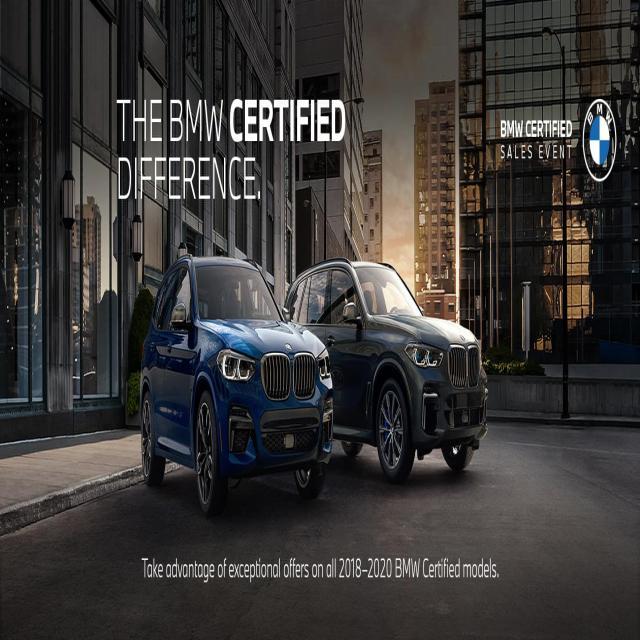 THE BMW CERTIFIED
DIFFERENCE.
BMW CERTIFIED
SALES EVENT
BMW
Take advantage of exceptional offers on all 2018–2020 BMW Certified models.